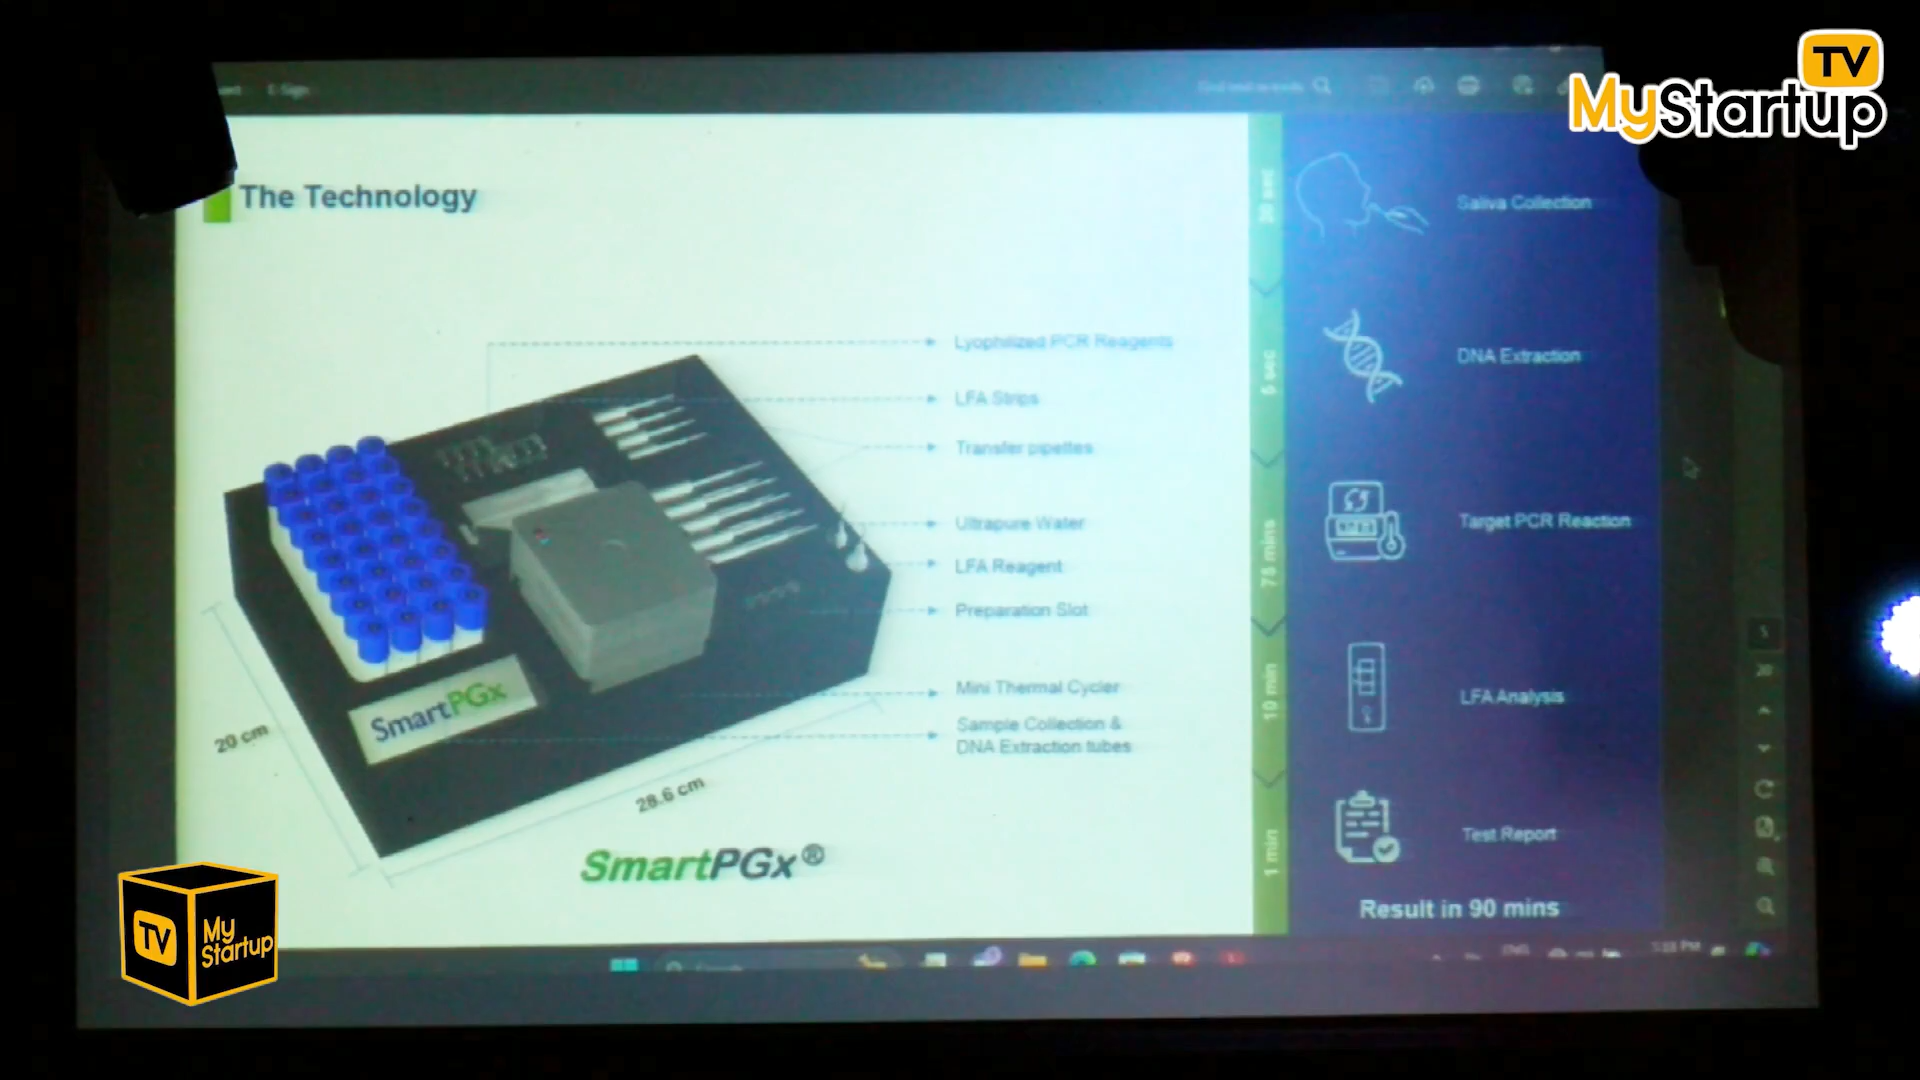 TV
MyStartup
E-Sign
The Technology
Lyophilized PCR Reagents
LFA Strips
Transfer pipettes
Ultrapure Water
LFA Reagent
Preparation Slot
Mini Thermal Cycler
Sample Collection &
DNA Extraction tubes
SmartPGx
20 cm
28.6 cm
SmartPGx®
Saliva Collection
5 sec
DNA Extraction
75 mins
Target PCR Reaction
10 min
LFA Analysis
1 min
Test Report
Result in 90 mins
TV
My
Startup
ENG